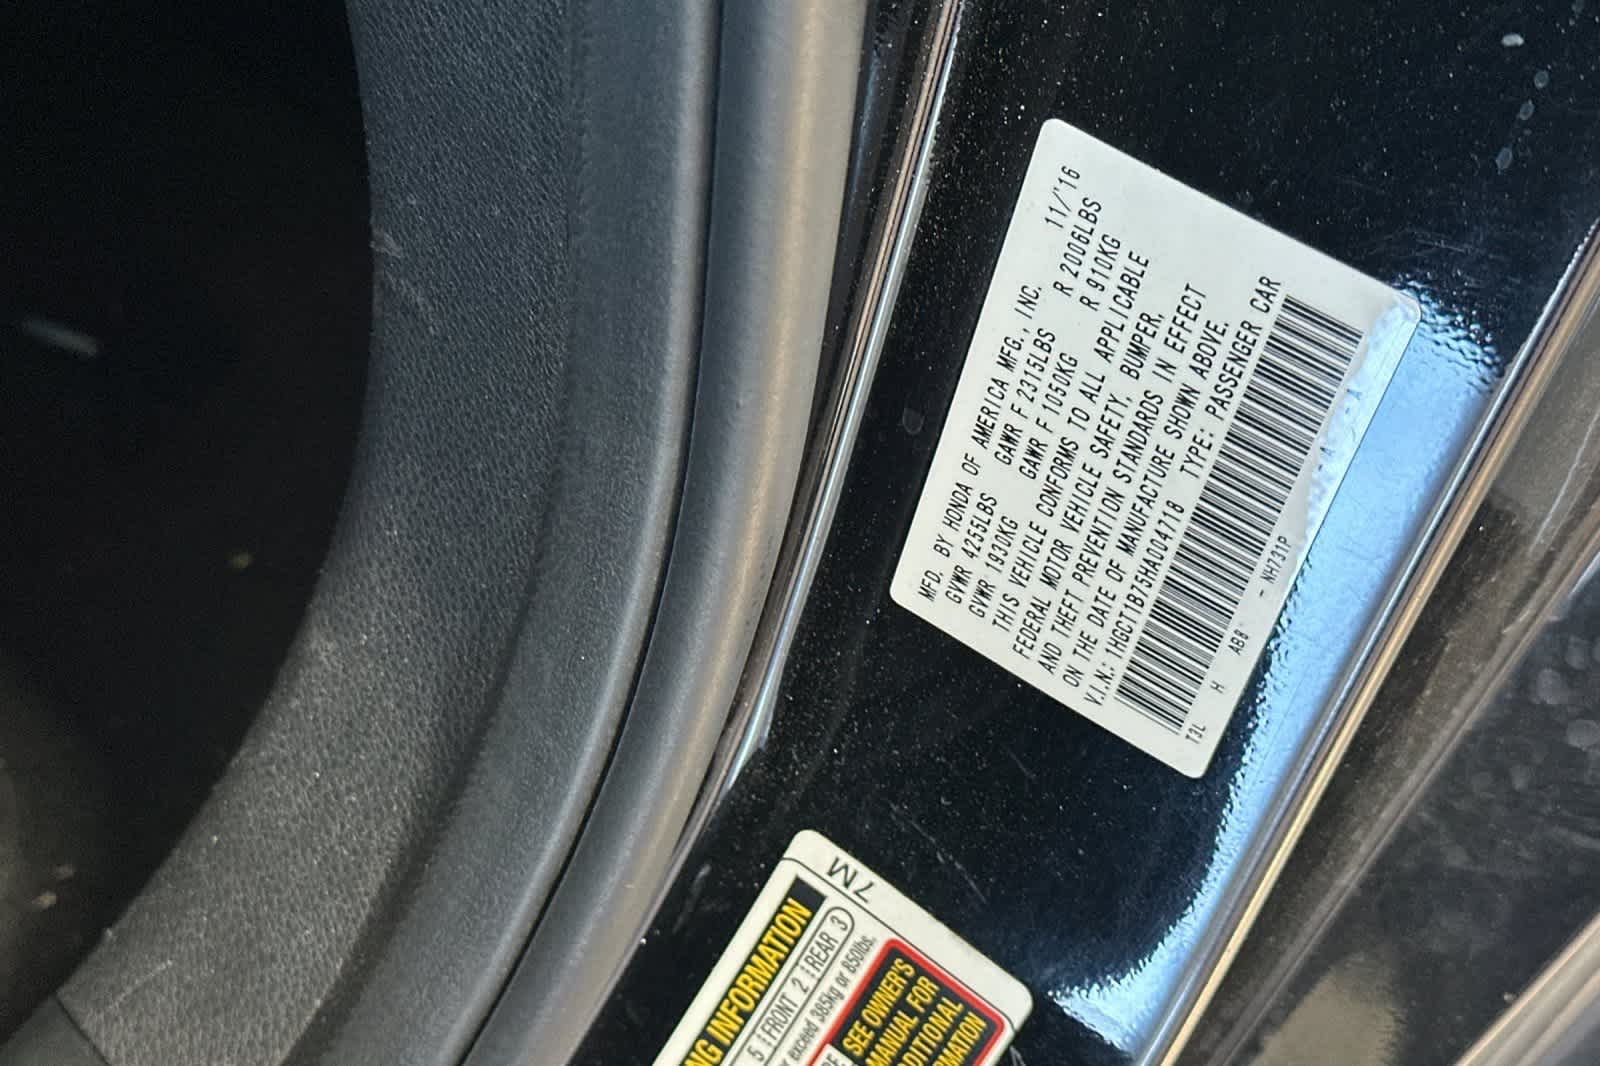 MFD. BY HONDA OF AMERICA MFG., INC. 11/'16
GVWR 4255LBS GAWR F 2315LBS R 2006LBS
GVWR 1930KG GAWR F 1050KG R 910KG
THIS VEHICLE CONFORMS TO ALL APPLICABLE
FEDERAL MOTOR VEHICLE SAFETY, BUMPER,
AND THEFT PREVENTION STANDARDS IN EFFECT
ON THE DATE OF MANUFACTURE SHOWN ABOVE.
V.I.N.: 1HGCT1B75HA004718 TYPE: PASSENGER CAR
T3L H AB8 - NH731P A - A
7M
NG INFORMATION
5 FRONT 2 REAR 3
exceed 385kg or 850lbs.
SEE OWNER'S
MANUAL FOR